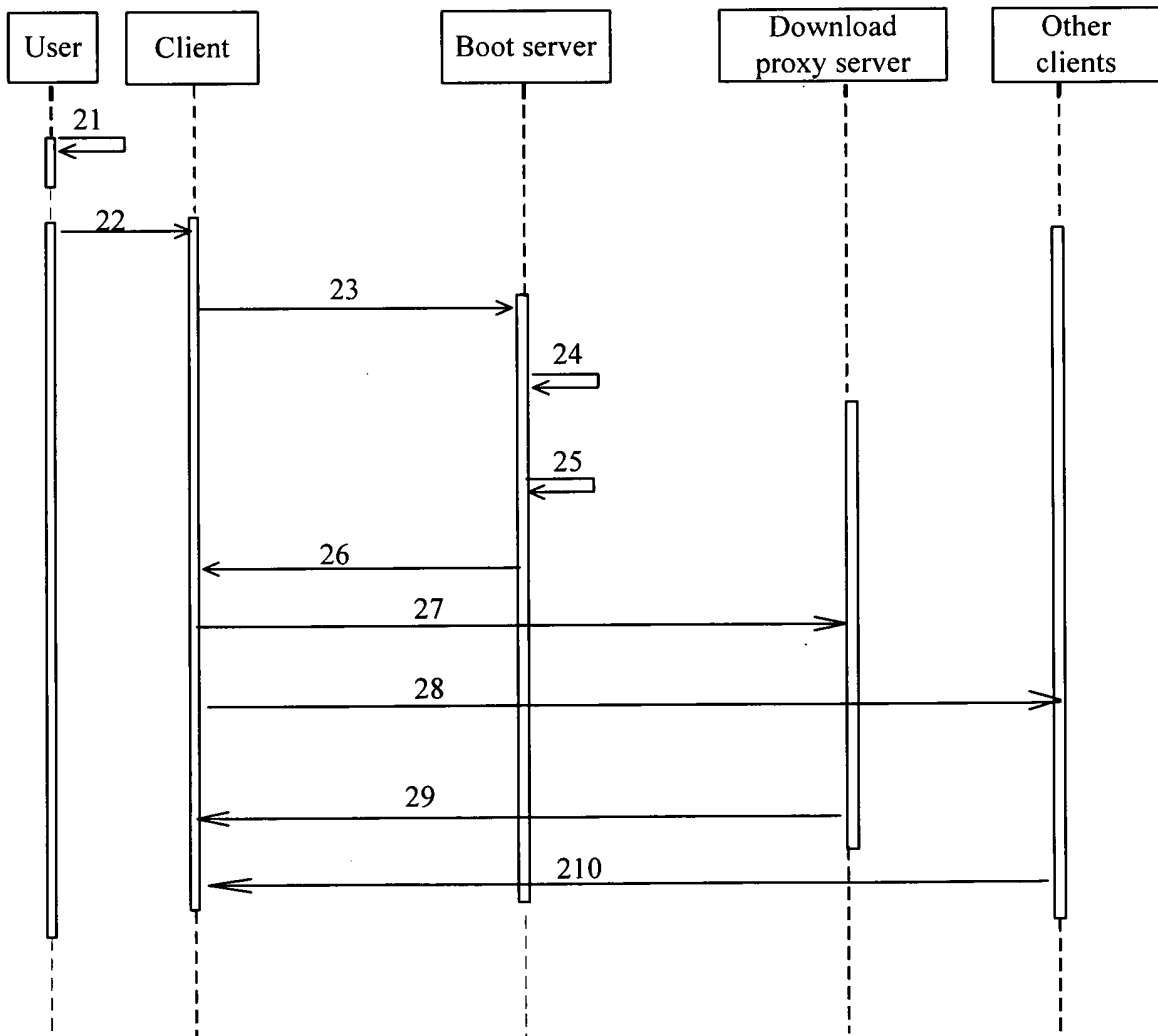 User
Client
Boot server
Download
proxy server
Other
clients
21
22
23
24
25
26
27
28
29
210